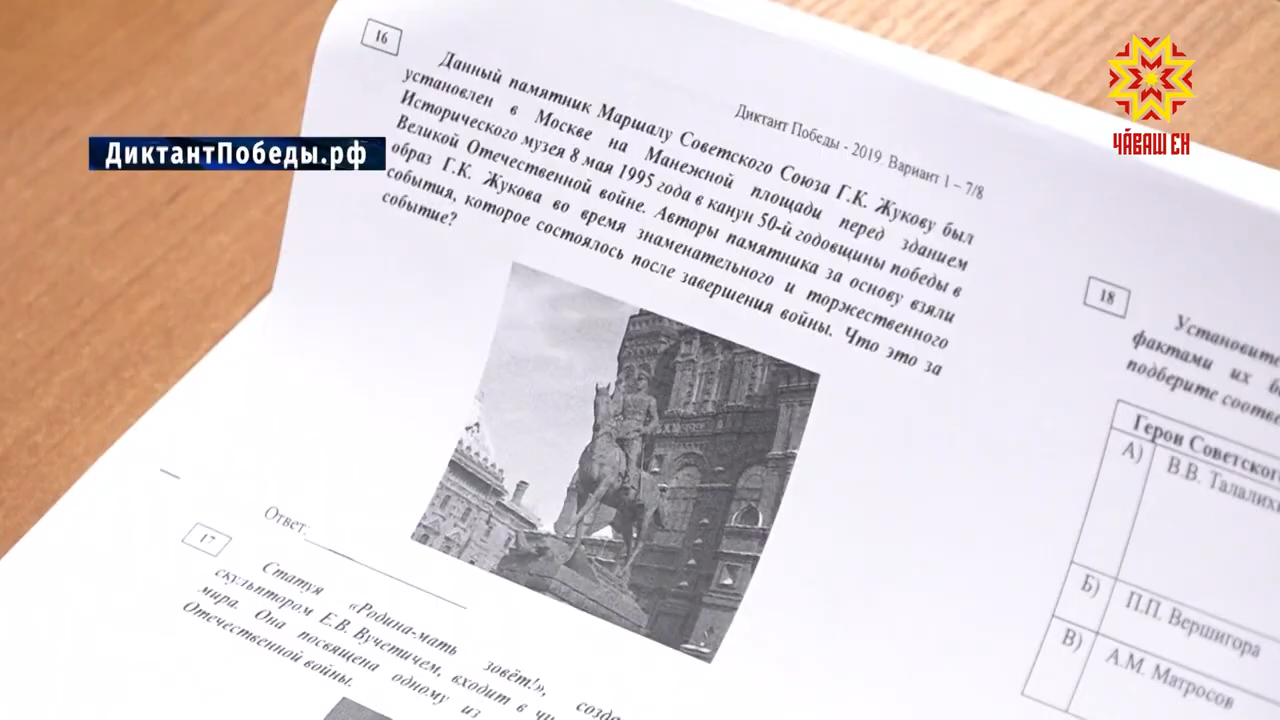 16
Данный памятник Маршалу Советского Союза Г.К. Жукову был
установлен в Москве на Манежной площади перед зданием
Исторического музея 8 мая 1995 года в канун 50-й годовщины победы в
Великой Отечественной войне. Авторы памятника за основу взяли
образ Г.К. Жукова во время знаменательного и торжественного
события, которое состоялось после завершения войны. Что это за
событие?
Диктант Победы - 2019 Вариант 1 – 7/8
ДиктантПобеды.рф
ЧӐВАШ ЕН
Ответ.
17
Статуя «Родина-мать зовёт!»,
скульптором Е.В. Вучетичем, входит в
мира. Она посвящена одному из
Отечественной войны.
18
Установите
фактами их
подберите
Герои Советского
А) В.В.
Б) П.П. Вершигора
В) А.М. Матросов